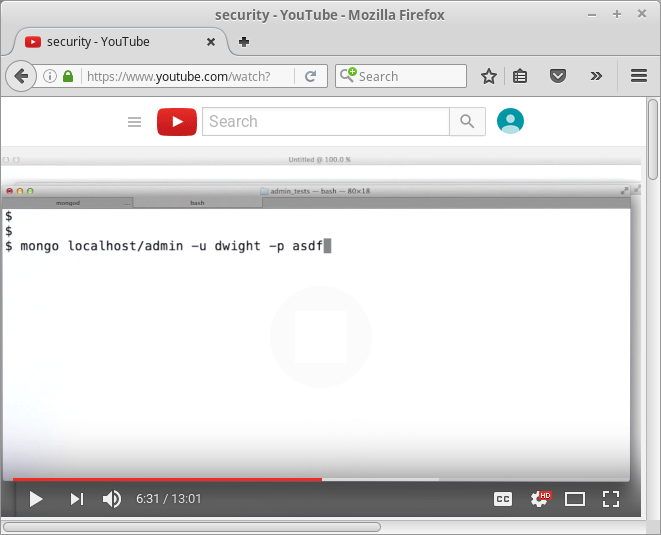 security - YouTube - Mozilla Firefox
security - YouTube
https://www.youtube.com/watch?
Search
Search
Untitled @ 100.0 %
admin_tests — bash — 80×18
mongod
bash
$
$
$ mongo localhost/admin -u dwight -p asdf
6:31 / 13:01
CC
HD